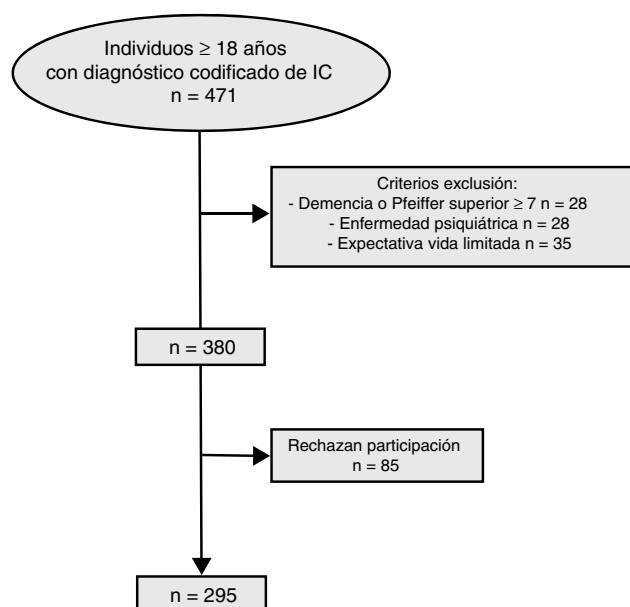 Individuos ≥ 18 años
con diagnóstico codificado de IC
n = 471
Criterios exclusión:
- Demencia o Pfeiffer superior ≥ 7 n = 28
- Enfermedad psiquiátrica n = 28
- Expectativa vida limitada n = 35
n = 380
Rechazan participación
n = 85
n = 295